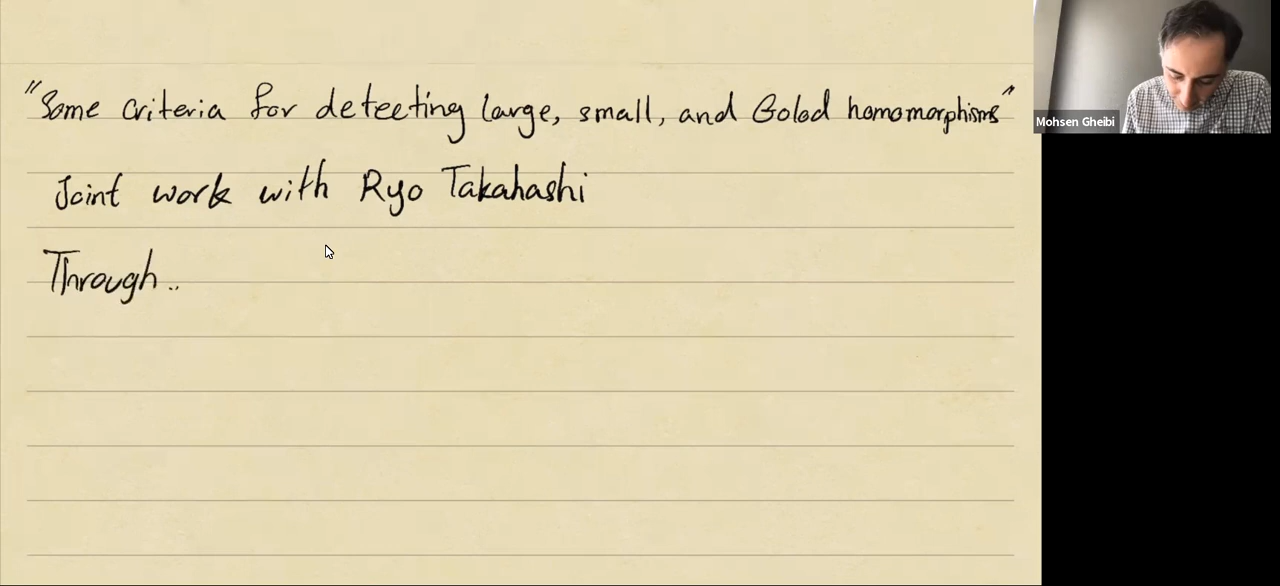 "Some criteria for detecting large, small, and Golod homomorphisms"
Joint work with Ryo Takahashi
Through..
Mohsen Gheibi